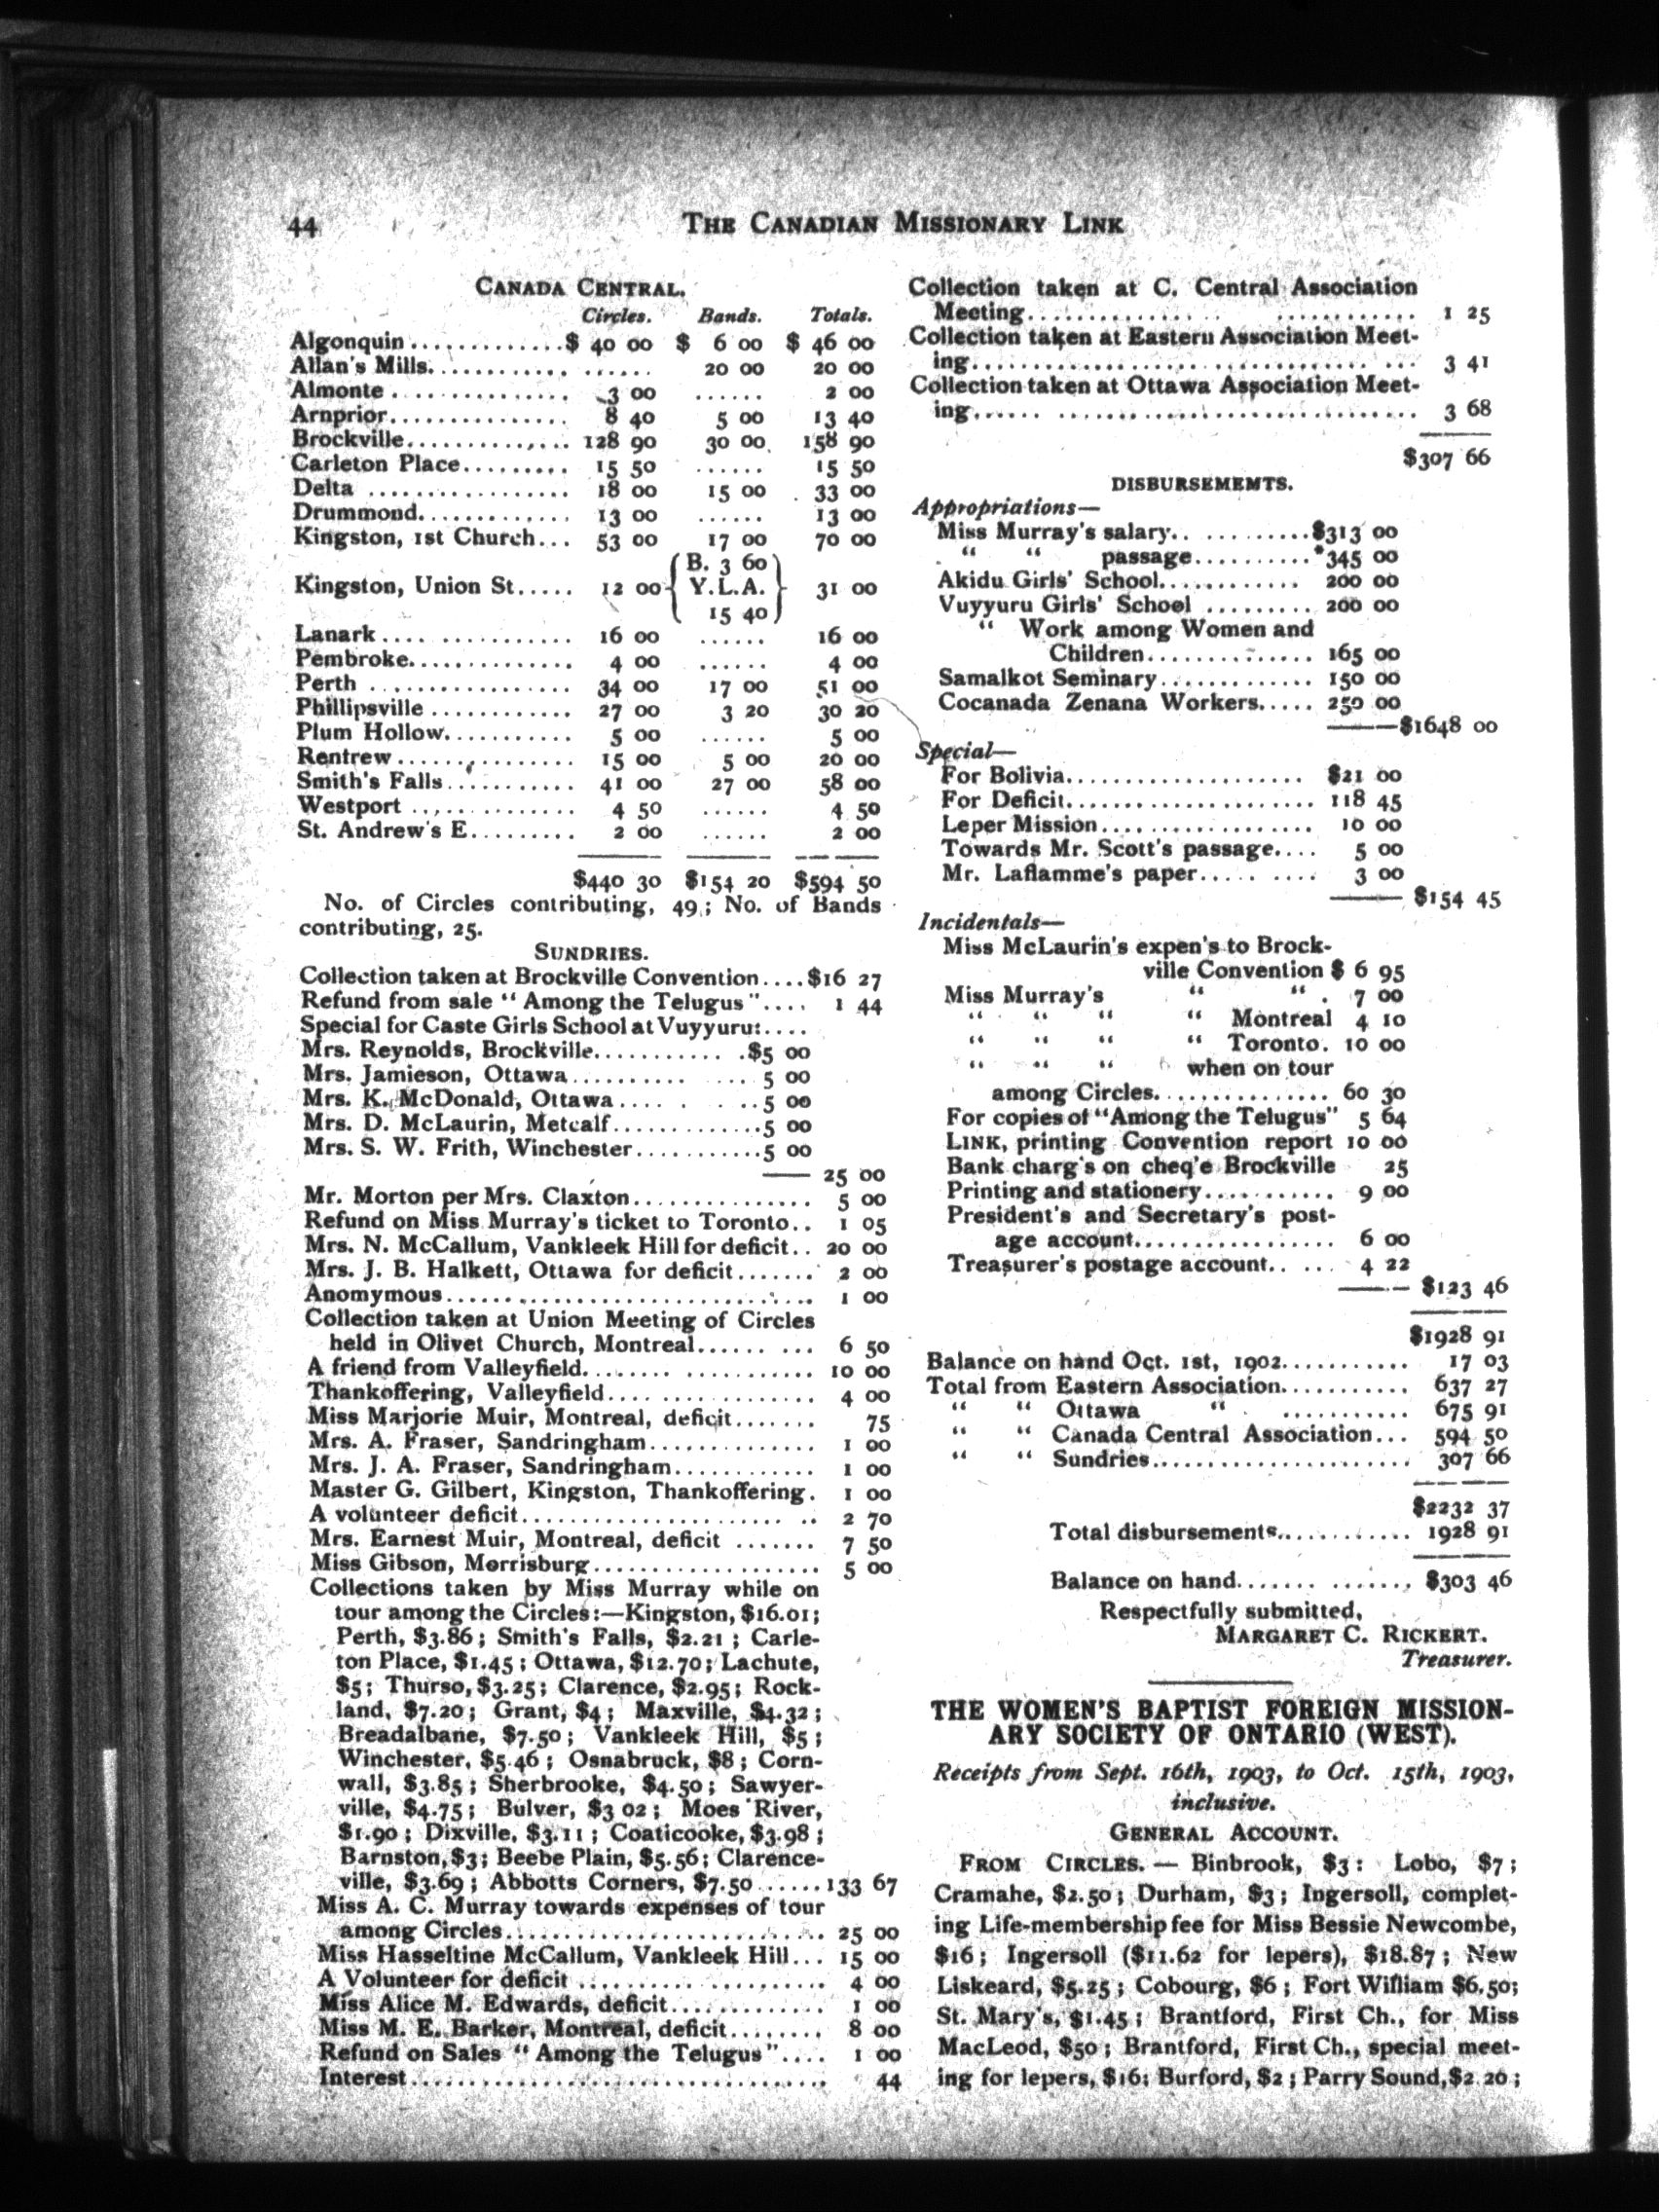 44
THE CANADIAN MISSIONARY LINK
CANADA CENTRAL.
Circles. Bands. Totals.
Algonquin .............$ 40 00 $ 6 00 $ 46 00
Allan's Mills............ ...... 20 00 20 00
Almonte ............... 3 00 ...... 2 00
Arnprior............... 8 40 5 00 13 40
Brockville............. 128 90 30 00 158 90
Carleton Place......... 15 50 ...... 15 50
Delta ................. 18 00 15 00 33 00
Drummond............. 13 00 ...... 13 00
Kingston, 1st Church... 53 00 17 00 70 00
Kingston, Union St..... 12 00 { B. 3 60 Y.L.A. 15 40 } 31 00
Lanark .... ............ 16 00 ...... 16 00
Pembroke.............. 4 00 ...... 4 00
Perth ................. 34 00 17 00 51 00
Phillipsville ............ 27 00 3 20 30 20
Plum Hollow........... 5 00 ...... 5 00
Rentrew............... 15 00 5 00 20 00
Smith's Falls........... 41 00 27 00 58 00
Westport .............. 4 50 ...... 4 50
St. Andrew's E......... 2 00 ...... 2 00
$440 30 $154 20 $594 50
No. of Circles contributing, 49; No. of Bands
contributing, 25.
SUNDRIES.
Collection taken at Brockville Convention....$16 27
Refund from sale "Among the Telugus".... 1 44
Special for Caste Girls School at Vuyyuru:....
Mrs. Reynolds, Brockville............$5 00
Mrs. Jamieson, Ottawa.......... ....5 00
Mrs. K. McDonald, Ottawa.... . ..5 00
Mrs. D. McLaurin, Metcalf.............5 00
Mrs. S. W. Frith, Winchester...........5 00
25 00
Mr. Morton per Mrs. Claxton............... 5 00
Refund on Miss Murray's ticket to Toronto.. 1 05
Mrs. N. McCallum, Vankleek Hill for deficit.. 20 00
Mrs. J. B. Halkett, Ottawa for deficit....... 2 00
Anomymous............................... 1 00
Collection taken at Union Meeting of Circles
held in Olivet Church, Montreal...... ... 6 50
A friend from Valleyfield........ ........... 10 00
Thankoffering, Valleyfield................. 4 00
Miss Marjorie Muir, Montreal, deficit....... 75
Mrs. A. Fraser, Sandringham.............. 1 00
Mrs. J. A. Fraser, Sandringham............ 1 00
Master G. Gilbert, Kingston, Thankoffering. 1 00
A volunteer deficit...................... .. 2 70
Mrs. Earnest Muir, Montreal, deficit ....... 7 50
Miss Gibson, Morrisburg................... 5 00
Collections taken by Miss Murray while on
tour among the Circles:—Kingston, $16.01;
Perth, $3.86; Smith's Falls, $2.21; Carle-
ton Place, $1.45; Ottawa, $12.70; Lachute,
$5; Thurso, $3.25; Clarence, $2.95; Rock-
land, $7.20; Grant, $4; Maxville, $4.32;
Breadalbane, $7.50; Vankleek Hill, $5;
Winchester, $5.46; Osnabruck, $8; Corn-
wall, $3.85; Sherbrooke, $4.50; Sawyer-
ville, $4.75; Bulver, $3 02; Moes River,
$1.90; Dixville, $3.11; Coaticooke, $3.98;
Barnston, $3; Beebe Plain, $5.56; Clarence-
ville, $3.69; Abbotts Corners, $7.50......133 67
Miss A. C. Murray towards expenses of tour
among Circles........................... 25 00
Miss Hasseltine McCallum, Vankleek Hill... 15 00
A Volunteer for deficit ..................... 4 00
Miss Alice M. Edwards, deficit............. 1 00
Miss M. E. Barker, Montreal, deficit........ 8 00
Refund on Sales "Among the Telugus".... 1 00
Interest.................................. 44
Collection taken at C. Central Association
Meeting................ ............ 1 25
Collection taken at Eastern Association Meet-
ing.................................... 3 41
Collection taken at Ottawa Association Meet-
ing...... .............................. 3 68
$307 66
DISBURSEMEMTS.
Appropriations—
Miss Murray's salary.. ..........$313 00
" " passage..........*345 00
Akidu Girls' School............ 200 00
Vuyyuru Girls' School ......... 200 00
" Work among Women and
Children.............. 165 00
Samalkot Seminary............. 150 00
Cocanada Zenana Workers..... 250 00
$1648 00
Special—
For Bolivia..................... $21 00
For Deficit...................... 118 45
Leper Mission................... 10 00
Towards Mr. Scott's passage.... 5 00
Mr. Laflamme's paper..... .... 3 00
$154 45
Incidentals—
Miss McLaurin's expen's to Brock-
ville Convention $ 6 95
Miss Murray's " " . 7 00
" " " " Montreal 4 10
" " " " Toronto. 10 00
" " " when on tour
among Circles............... 60 30
For copies of "Among the Telugus" 5 64
LINK, printing Convention report 10 00
Bank charg's on cheq'e Brockville 25
Printing and stationery........... 9 00
President's and Secretary's post-
age account................. 6 00
Treasurer's postage account.. ... 4 22
$123 46
$1928 91
Balance on hand Oct. 1st, 1902........... 17 03
Total from Eastern Association........... 637 27
" " Ottawa " ........... 675 91
" " Canada Central Association... 594 50
" " Sundries...................... 307 66
$2232 37
Total disbursements............ 1928 91
Balance on hand....... ....... $303 46
Respectfully submitted,
MARGARET C. RICKERT.
Treasurer.
THE WOMEN'S BAPTIST FOREIGN MISSION-
ARY SOCIETY OF ONTARIO (WEST).
Receipts from Sept. 16th, 1903, to Oct. 15th, 1903,
inclusive.
GENERAL ACCOUNT.
FROM CIRCLES. — Binbrook, $3: Lobo, $7;
Cramahe, $2.50; Durham, $3; Ingersoll, complet-
ing Life-membership fee for Miss Bessie Newcombe,
$16; Ingersoll ($11.62 for lepers), $18.87; New
Liskeard, $5.25; Cobourg, $6; Fort William $6.50;
St. Mary's, $1.45; Brantford, First Ch., for Miss
MacLeod, $50; Brantford, First Ch., special meet-
ing for lepers, $16; Burford, $2; Parry Sound, $2.20;